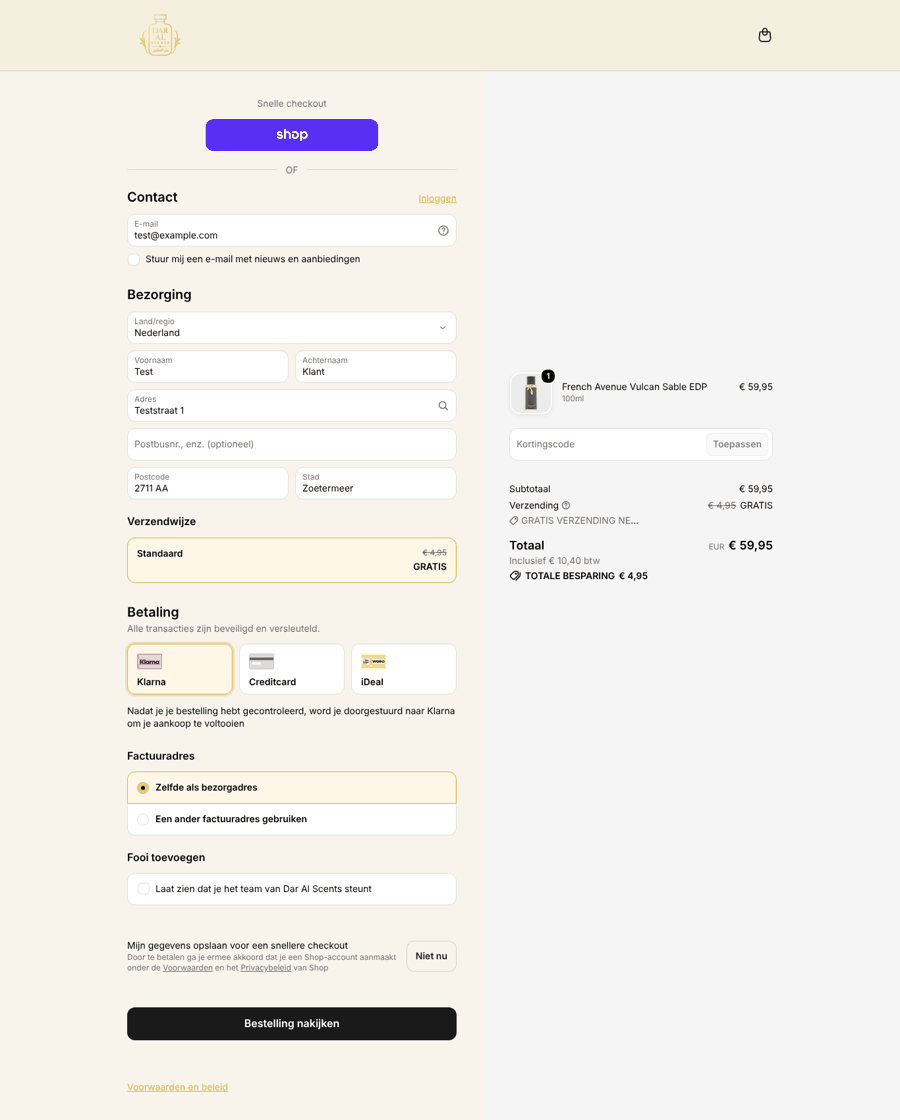 DAR
AL
Snelle checkout
shop
OF
Contact
Inloggen
E-mail
test@example.com
Stuur mij een e-mail met nieuws en aanbiedingen
Bezorging
Land/regio
Nederland
Voornaam
Test
Achternaam
Klant
Adres
Teststraat 1
Postbusnr., enz. (optioneel)
Postcode
2711 AA
Stad
Zoetermeer
Verzendwijze
Standaard
€ 4,95
GRATIS
Betaling
Alle transacties zijn beveiligd en versleuteld.
Klarna
Klarna
Creditcard
iDeal
Nadat je je bestelling hebt gecontroleerd, word je doorgestuurd naar Klarna
om je aankoop te voltooien
Factuuradres
Zelfde als bezorgadres
Een ander factuuradres gebruiken
Fooi toevoegen
Laat zien dat je het team van Dar Al Scents steunt
Mijn gegevens opslaan voor een snellere checkout
Door te betalen ga je ermee akkoord dat je een Shop-account aanmaakt
onder de Voorwaarden en het Privacybeleid van Shop
Niet nu
Bestelling nakijken
Voorwaarden en beleid
1
French Avenue Vulcan Sable EDP
€ 59,95
100ml
Kortingscode
Toepassen
Subtotaal
€ 59,95
Verzending
€ 4,95 GRATIS
GRATIS VERZENDING NE...
Totaal
EUR € 59,95
Inclusief € 10,40 btw
TOTALE BESPARING € 4,95